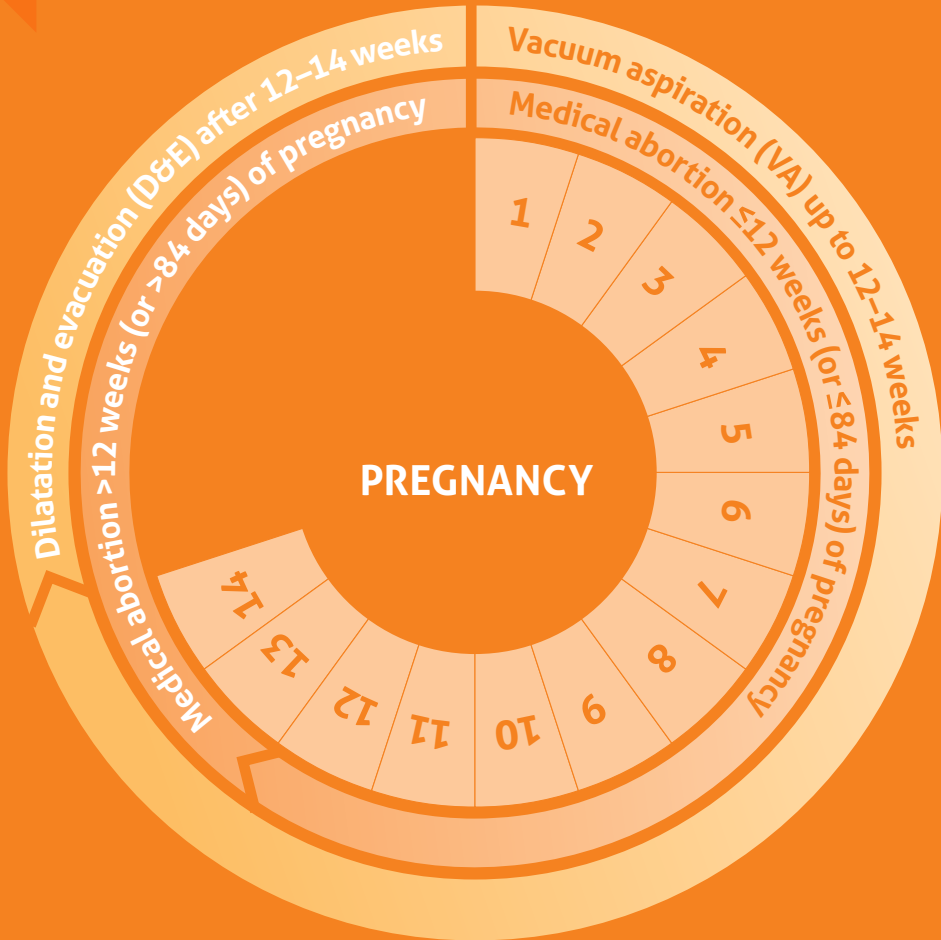 Vacuum aspiration (VA) up to 12–14 weeks
Dilatation and evacuation (D&E) after 12–14 weeks
Medical abortion ≤12 weeks (or ≤84 days) of pregnancy
Medical abortion >12 weeks (or >84 days) of pregnancy
1
2
3
4
5
6
7
8
9
10
11
12
13
14
PREGNANCY